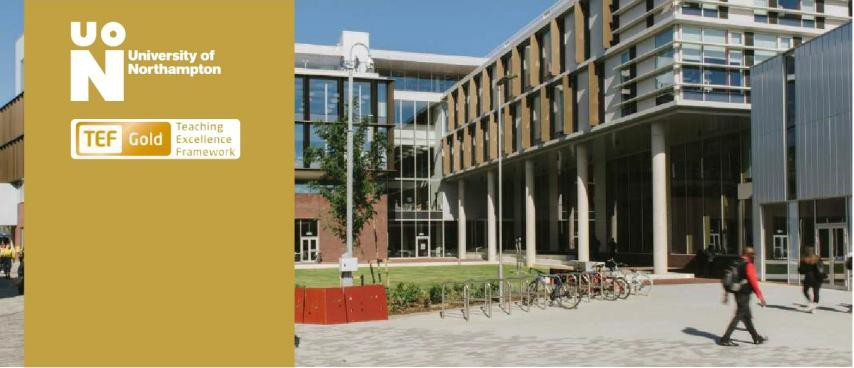 UO
N
University of
Northampton
TEF Gold
Teaching
Excellence
Framework